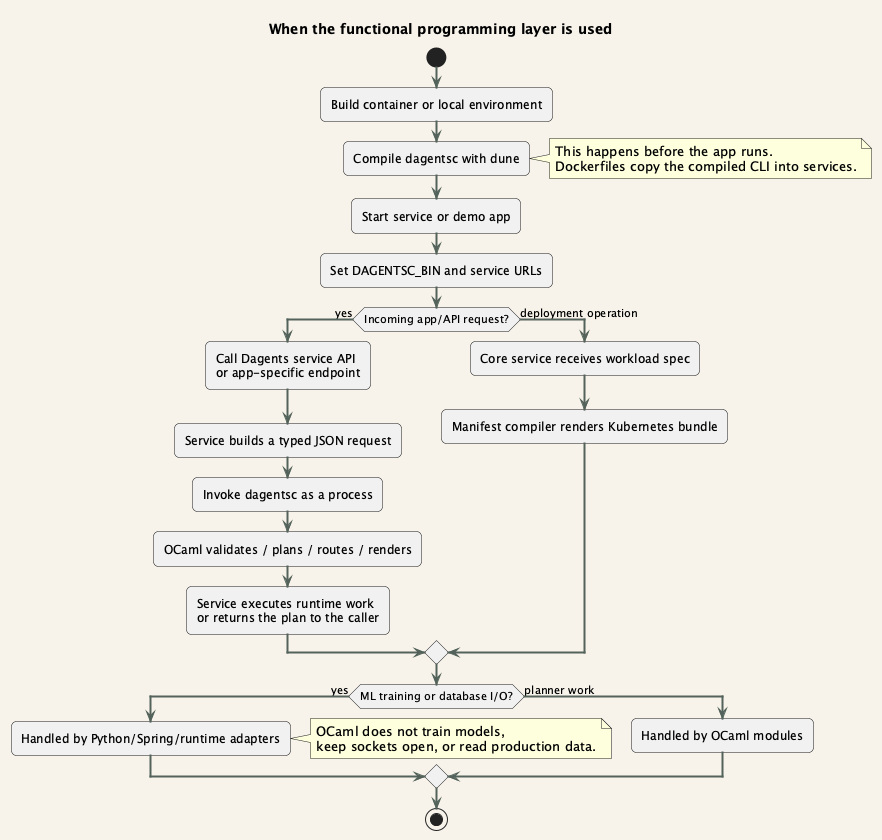 When the functional programming layer is used
Build container or local environment
Compile dagentsc with dune
This happens before the app runs.
Dockerfiles copy the compiled CLI into services.
Start service or demo app
Set DAGENTSC_BIN and service URLs
yes
Incoming app/API request?
deployment operation
Call Dagents service API
or app-specific endpoint
Core service receives workload spec
Service builds a typed JSON request
Manifest compiler renders Kubernetes bundle
Invoke dagentsc as a process
OCaml validates / plans / routes / renders
Service executes runtime work
or returns the plan to the caller
yes
ML training or database I/O?
planner work
Handled by Python/Spring/runtime adapters
OCaml does not train models,
keep sockets open, or read production data.
Handled by OCaml modules